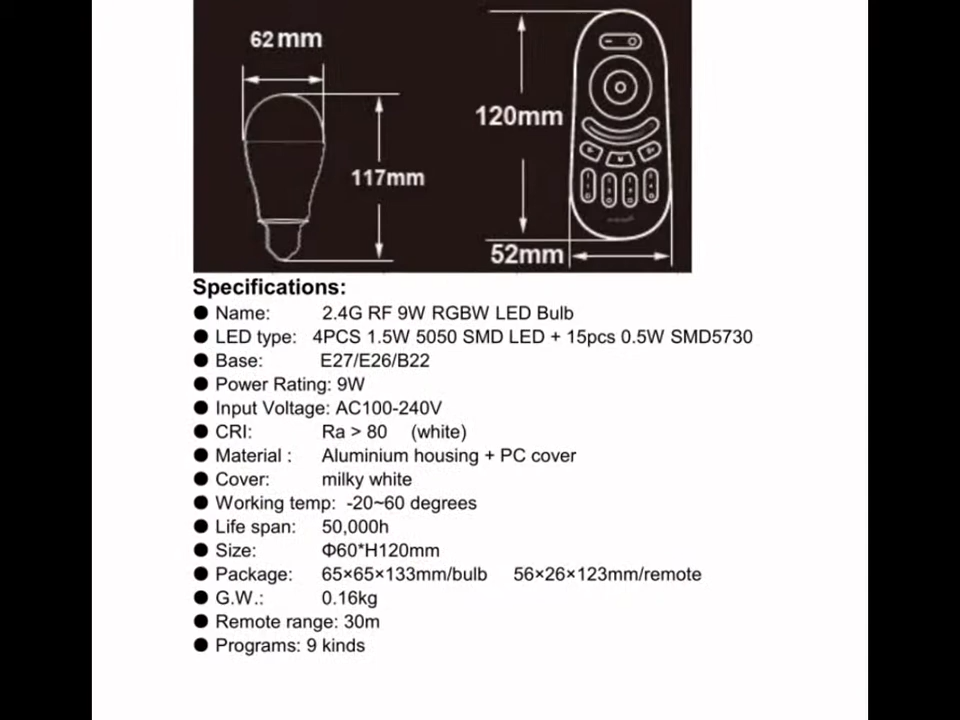 62 mm
117mm
120mm
52mm
Specifications:
● Name: 2.4G RF 9W RGBW LED Bulb
● LED type: 4PCS 1.5W 5050 SMD LED + 15pcs 0.5W SMD5730
● Base: E27/E26/B22
● Power Rating: 9W
● Input Voltage: AC100-240V
● CRI: Ra > 80 (white)
● Material : Aluminium housing + PC cover
● Cover: milky white
● Working temp: -20~60 degrees
● Life span: 50,000h
● Size: Φ60*H120mm
● Package: 65×65×133mm/bulb 56×26×123mm/remote
● G.W.: 0.16kg
● Remote range: 30m
● Programs: 9 kinds